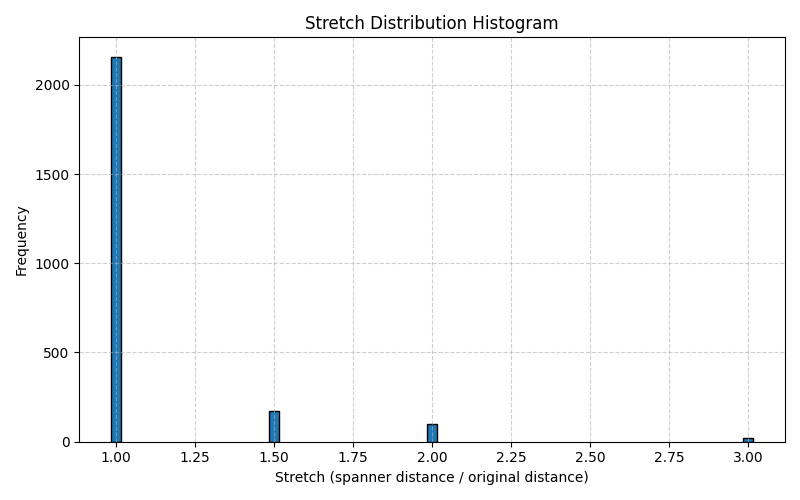 Stretch Distribution Histogram
Frequency
2000
1500
1000
500
0
1.00 1.25 1.50 1.75 2.00 2.25 2.50 2.75 3.00
Stretch (spanner distance / original distance)